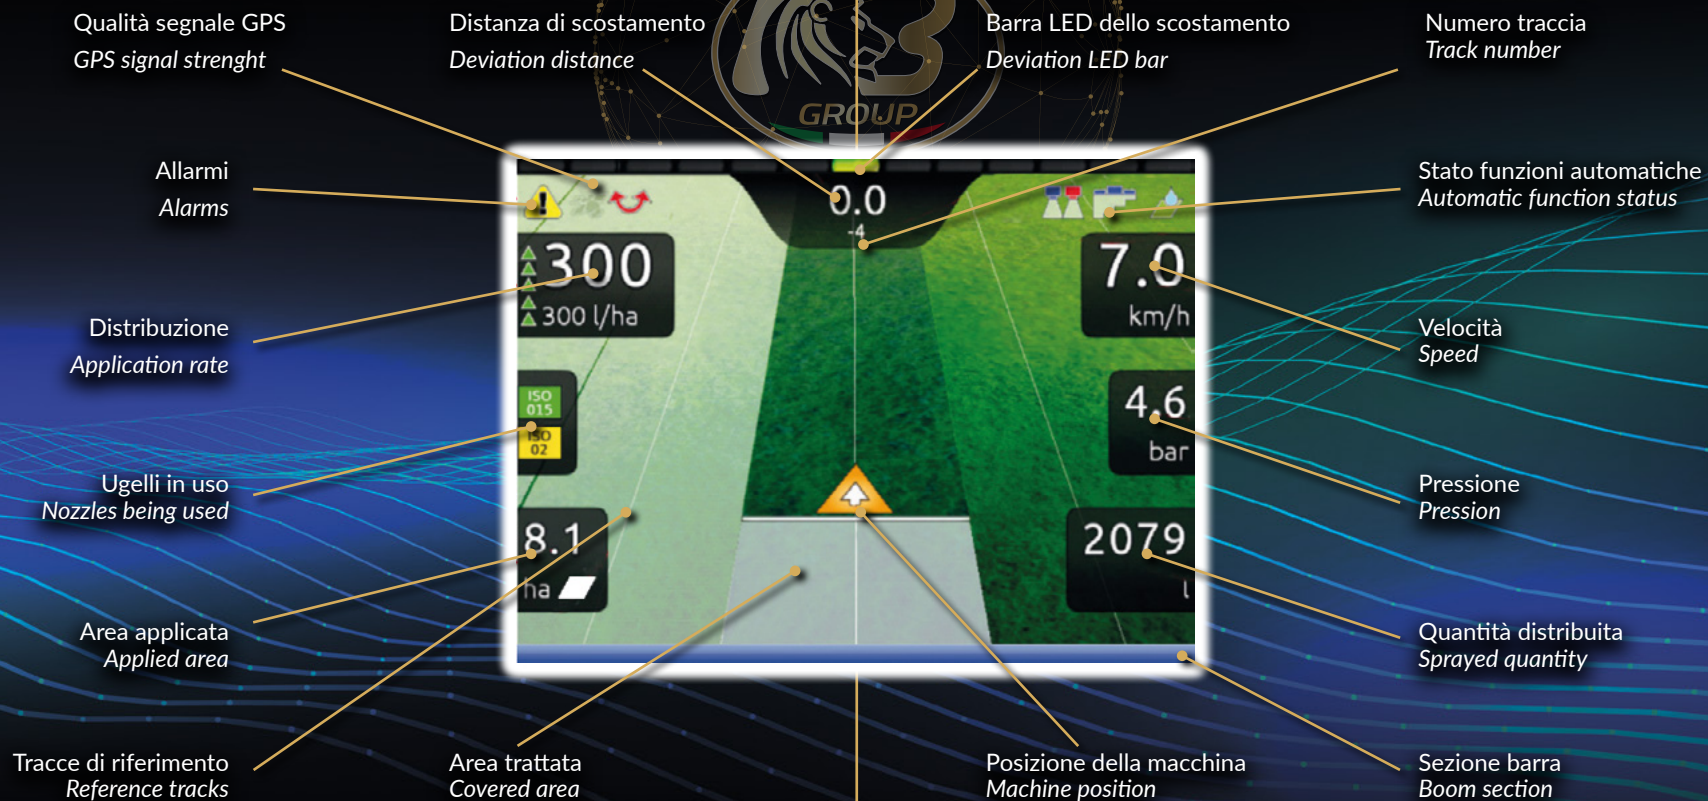 Qualità segnale GPS
GPS signal strenght
Distanza di scostamento
Deviation distance
Barra LED dello scostamento
Deviation LED bar
Numero traccia
Track number
B
GROUP
Allarmi
Alarms
Stato funzioni automatiche
Automatic function status
0.0
-4
300
300 l/ha
7.0
km/h
Distribuzione
Application rate
Velocità
Speed
ISO
015
ISO
02
4.6
bar
Ugelli in uso
Nozzles being used
Pressione
Pression
8.1
ha
2079
l
Area applicata
Applied area
Quantità distribuita
Sprayed quantity
Tracce di riferimento
Reference tracks
Area trattata
Covered area
Posizione della macchina
Machine position
Sezione barra
Boom section